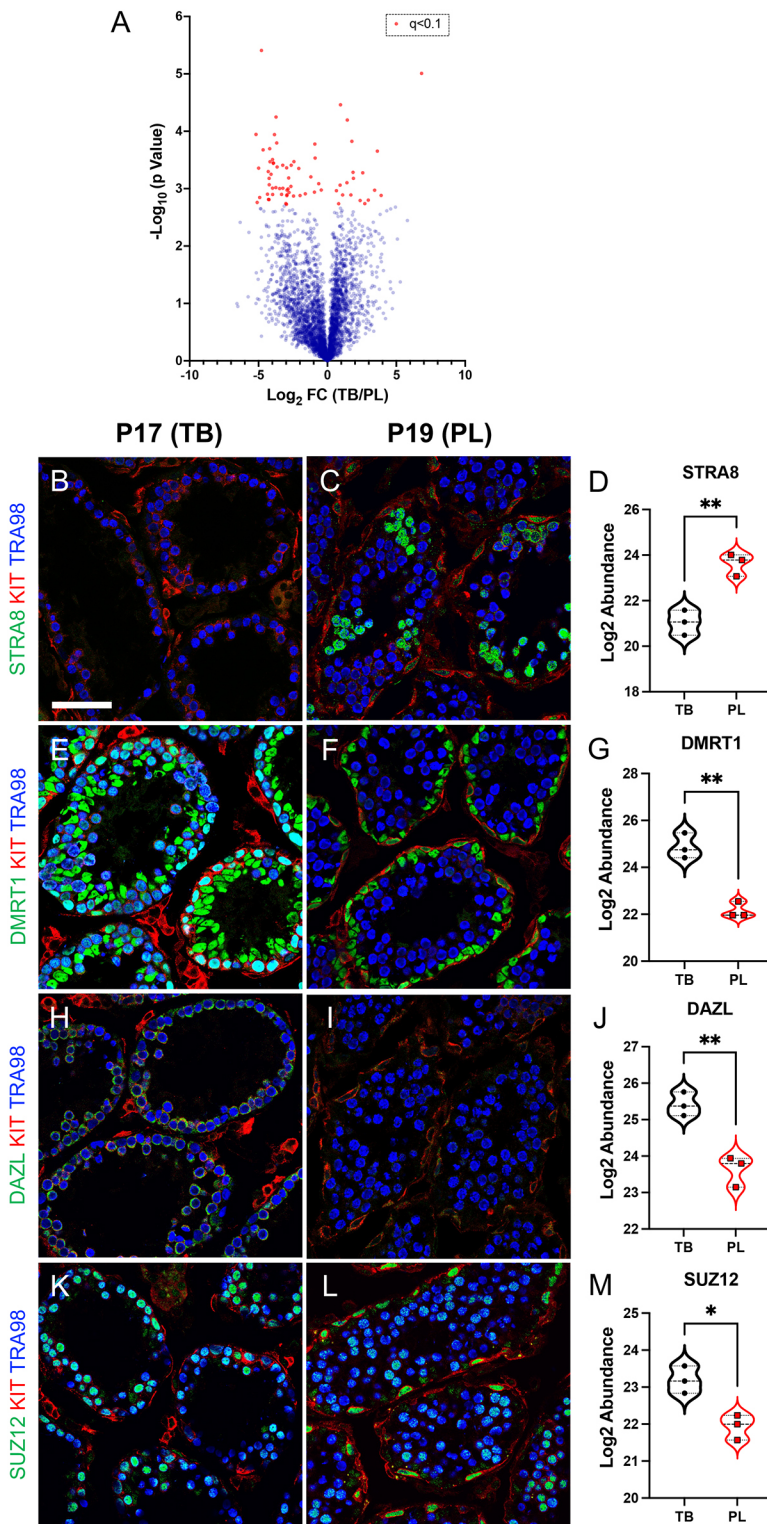 A
q<0.1
6
5
4
3
2
1
0
-Log10 (p Value)
-10 -5 0 5 10
Log2 FC (TB/PL)
P17 (TB) P19 (PL)
STRA8 KIT TRA98
B
C
D
STRA8
**
26
24
22
20
18
Log2 Abundance
TB PL
DMRT1 KIT TRA98
E
F
G
DMRT1
**
28
26
24
22
20
Log2 Abundance
TB PL
DAZL KIT TRA98
H
I
J
DAZL
**
27
26
25
24
23
22
Log2 Abundance
TB PL
SUZ12 KIT TRA98
K
L
M
SUZ12
*
25
24
23
22
21
20
Log2 Abundance
TB PL